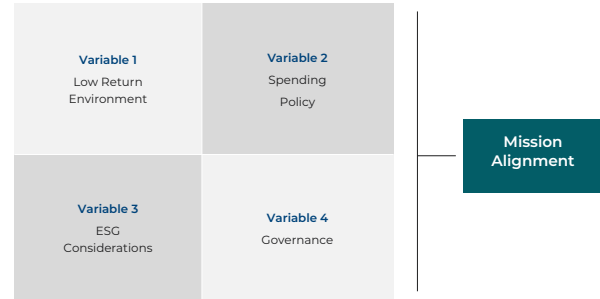 Variable 1
Low Return
Environment
Variable 2
Spending
Policy
Variable 3
ESG
Considerations
Variable 4
Governance
Mission
Alignment